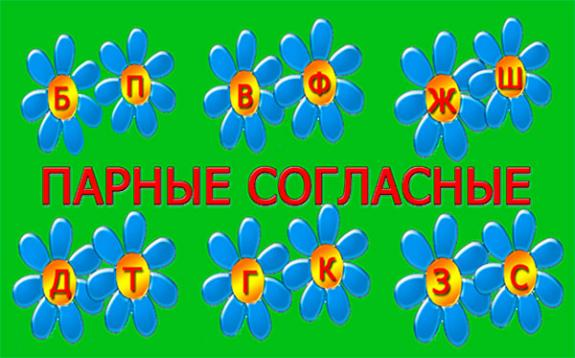 Б П В Ф Ж Ш
ПАРНЫЕ СОГЛАСНЫЕ
Д Т Г К З С